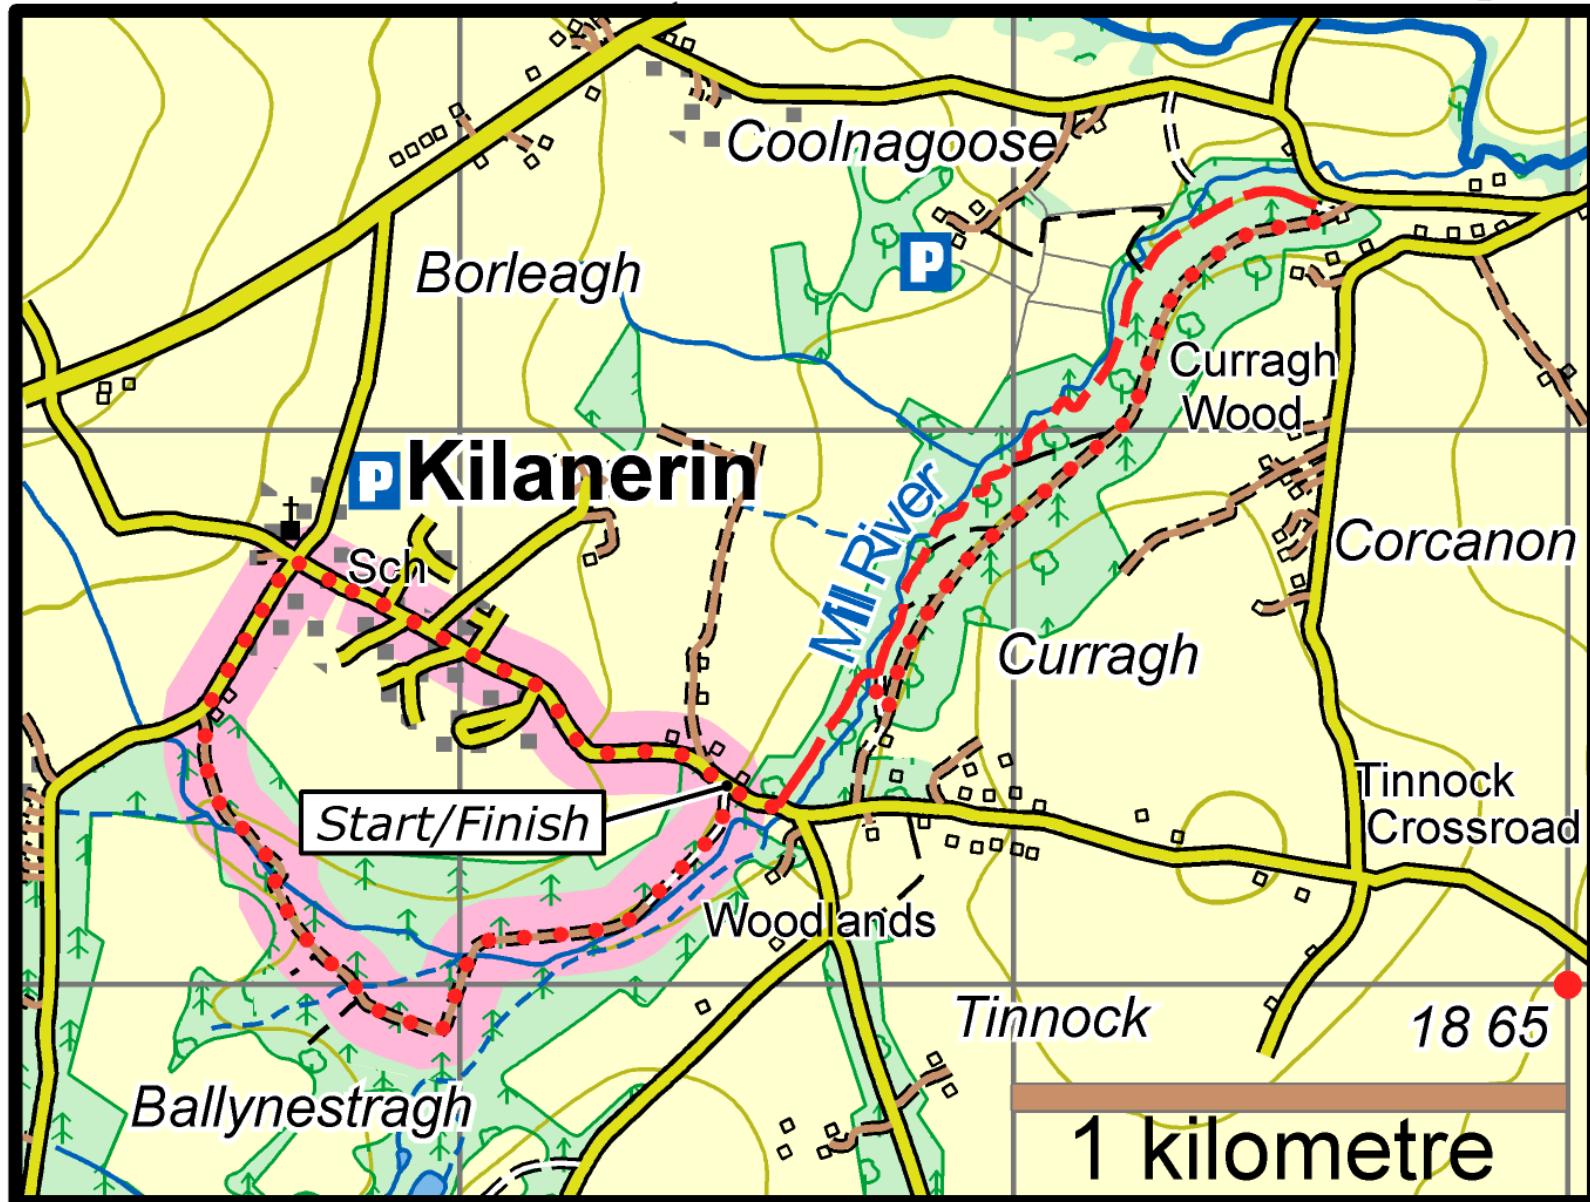 Coolnagoose
Borleagh
P
Curragh
Wood
P Kilanerin
Sch
Mill River
Corcanon
Curragh
Tinnock
Crossroad
Start/Finish
Woodlands
Tinnock
18 65
Ballynestragh
1 kilometre